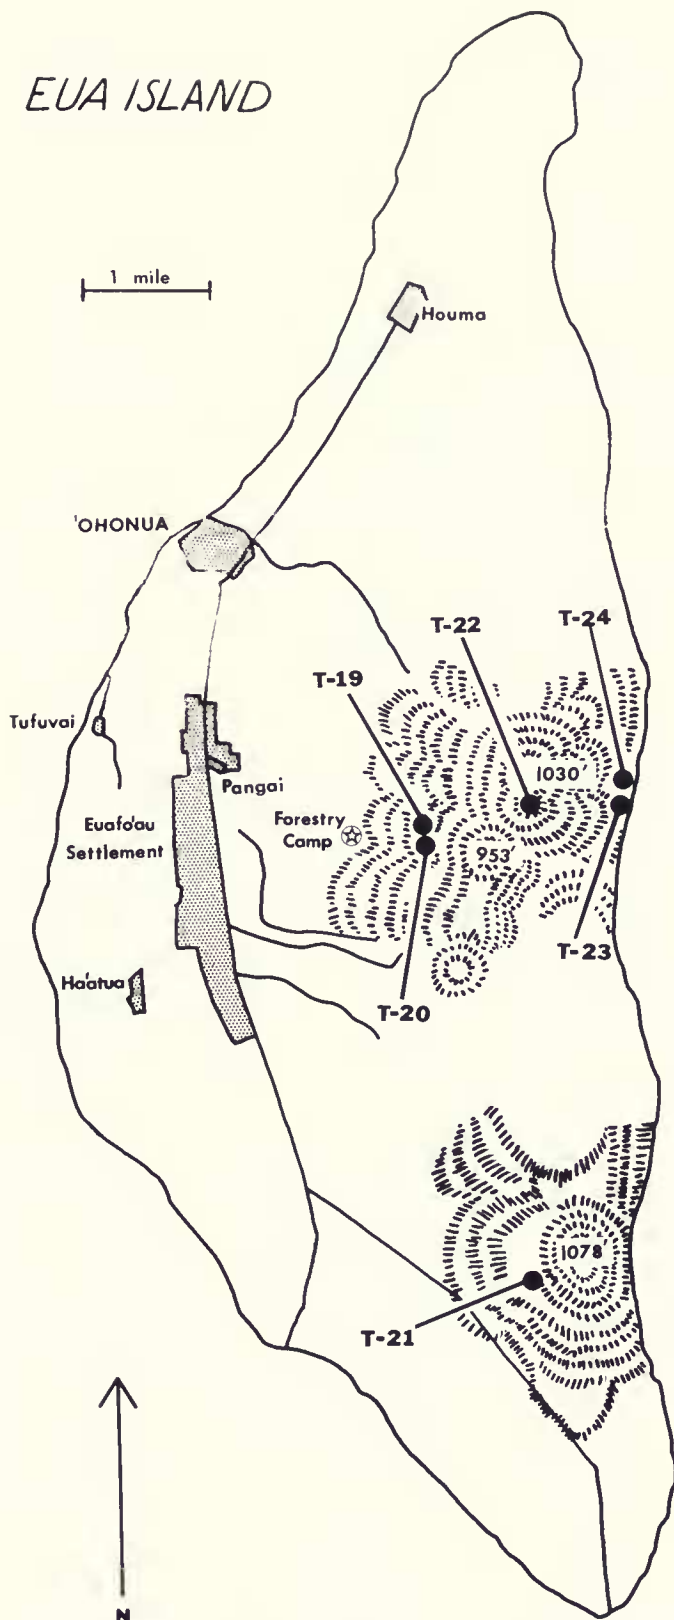 EUA ISLAND
1 mile
Houma
'OHONUA
T-22
T-24
T-19
Tufuvai
1030'
Pangai
Euafo'au
Settlement
Forestry
Camp
953'
T-23
Ha'atua
T-20
1078'
T-21
N